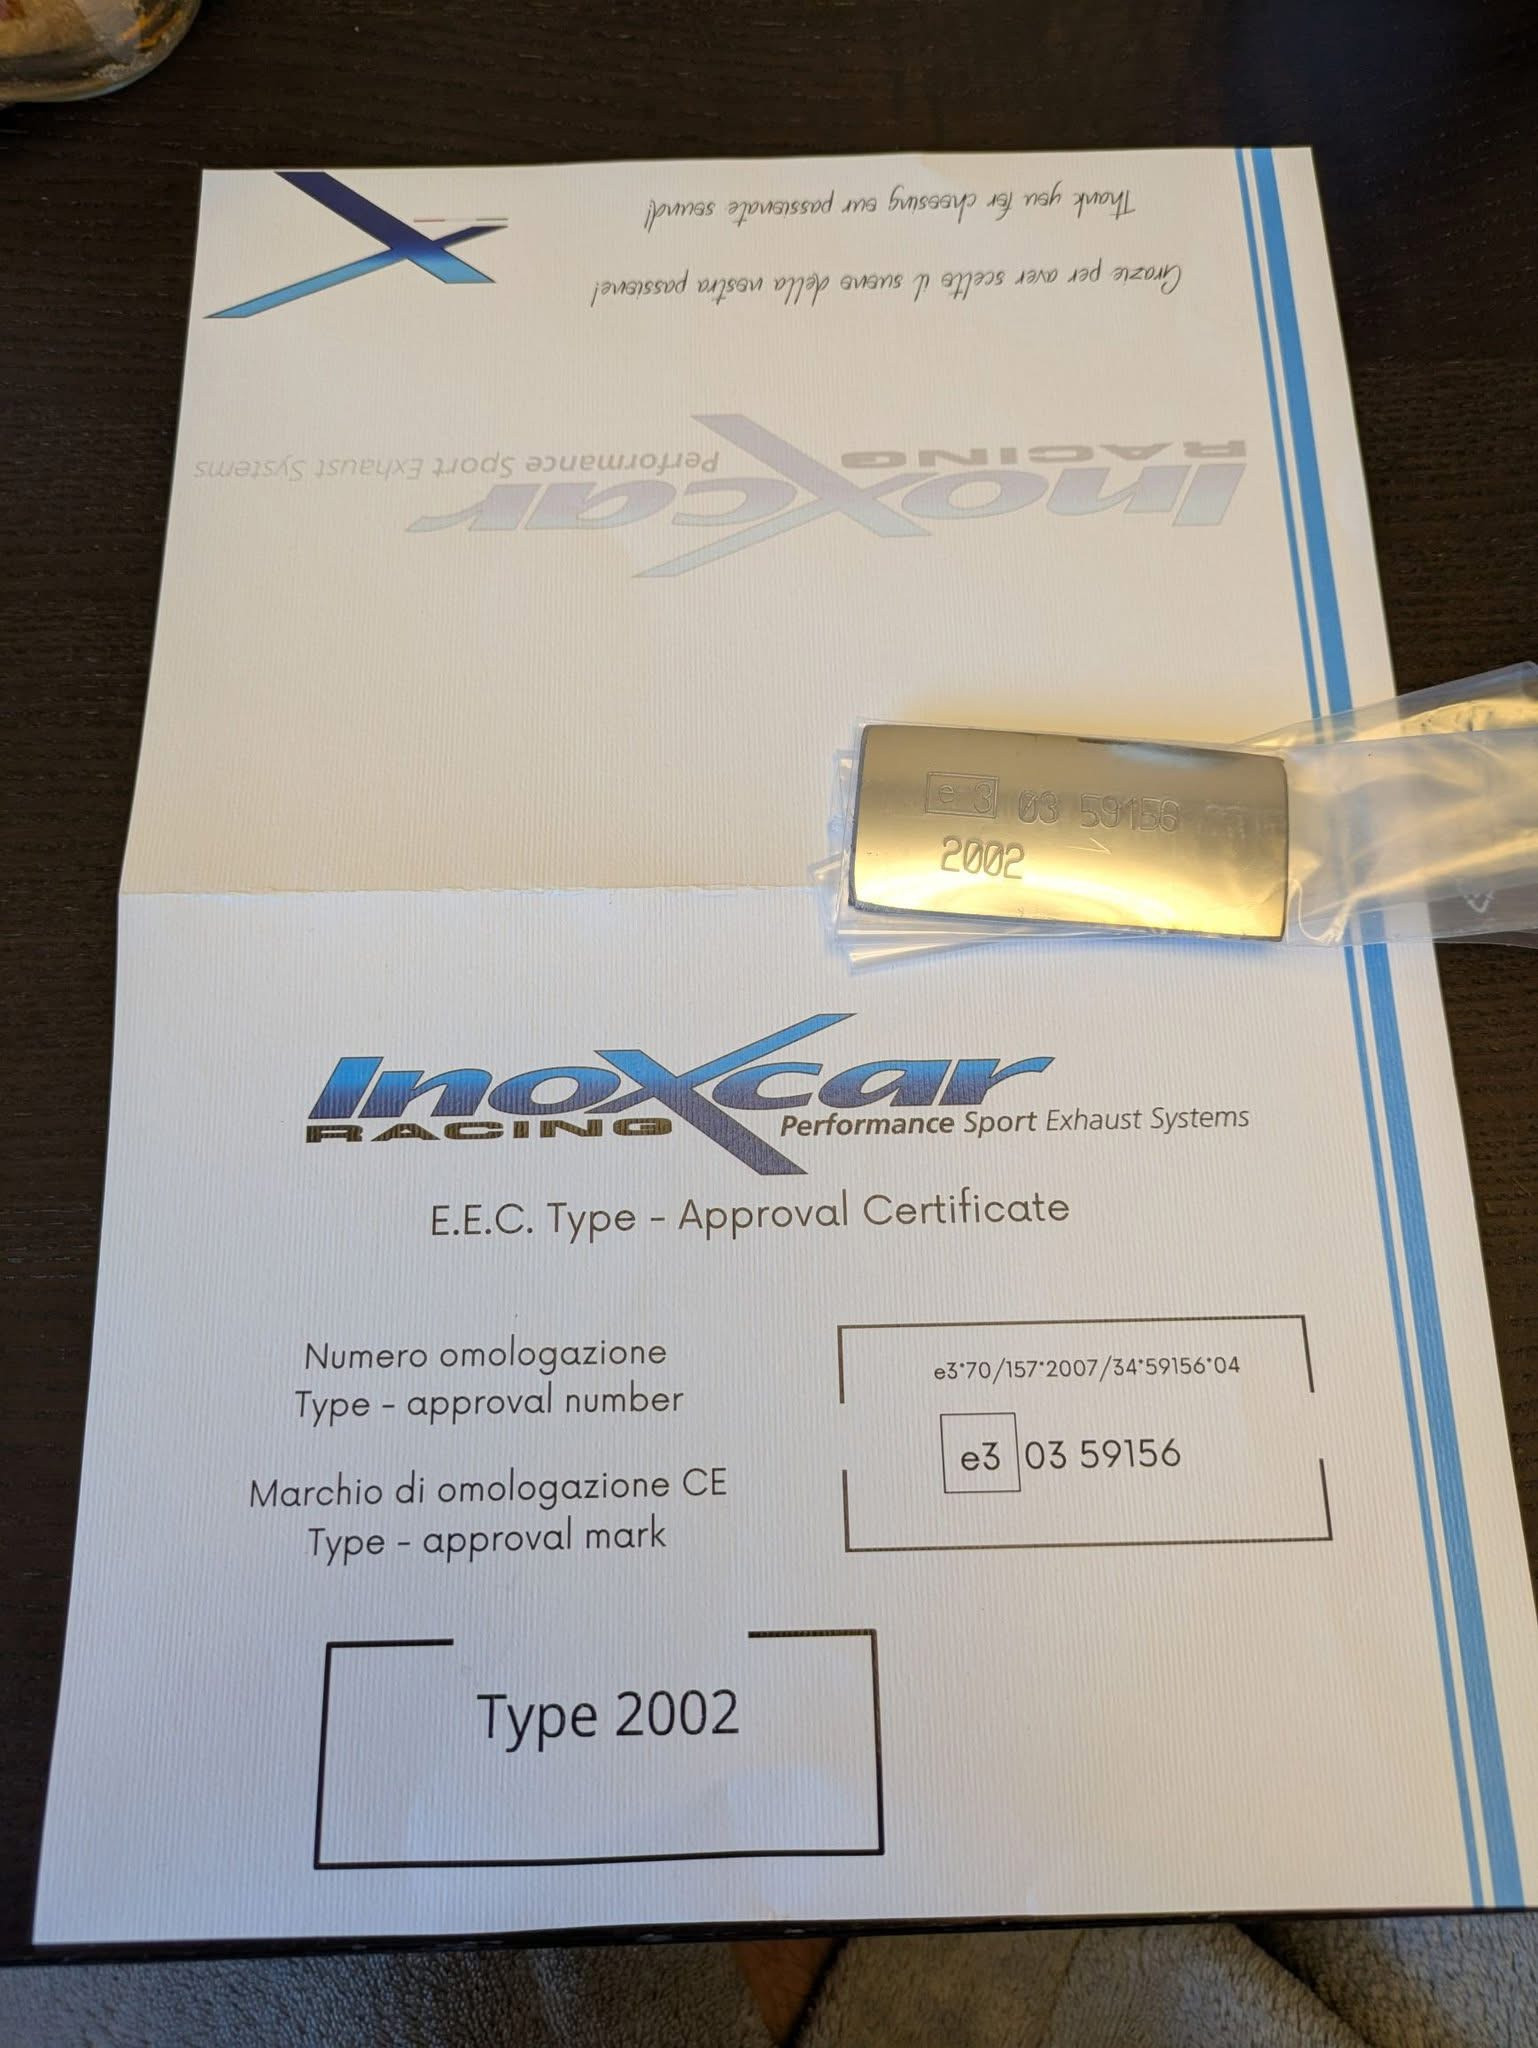 Thank you for choosing our passionate sound!
Grazie per aver scelto il suono della nostra passione!
InoXcar
RACING
Performance Sport Exhaust Systems
e 3 03 59156
2002
InoXcar
RACING Performance Sport Exhaust Systems
E.E.C. Type - Approval Certificate
Numero omologazione
Type - approval number
e3*70/157*2007/34*59156*04
e3 03 59156
Marchio di omologazione CE
Type - approval mark
Type 2002